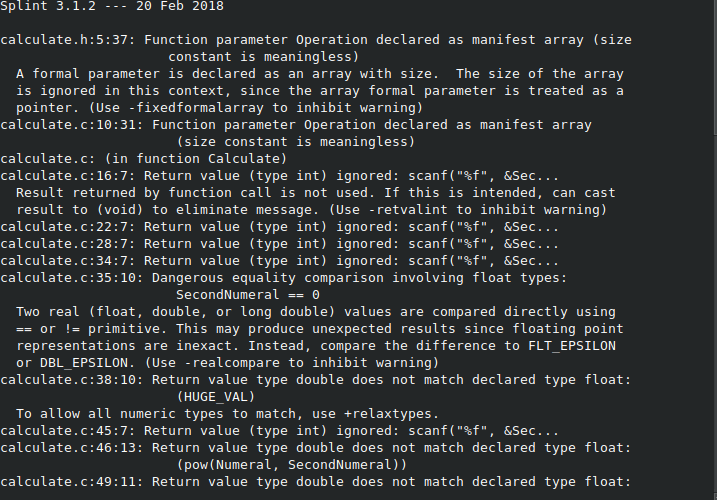 Splint 3.1.2 --- 20 Feb 2018
calculate.h:5:37: Function parameter Operation declared as manifest array (size
constant is meaningless)
A formal parameter is declared as an array with size.  The size of the array
is ignored in this context, since the array formal parameter is treated as a
pointer. (Use -fixedformalarray to inhibit warning)
calculate.c:10:31: Function parameter Operation declared as manifest array
(size constant is meaningless)
calculate.c: (in function Calculate)
calculate.c:16:7: Return value (type int) ignored: scanf("%f", &Sec...
Result returned by function call is not used. If this is intended, can cast
result to (void) to eliminate message. (Use -retvalint to inhibit warning)
calculate.c:22:7: Return value (type int) ignored: scanf("%f", &Sec...
calculate.c:28:7: Return value (type int) ignored: scanf("%f", &Sec...
calculate.c:34:7: Return value (type int) ignored: scanf("%f", &Sec...
calculate.c:35:10: Dangerous equality comparison involving float types:
SecondNumeral == 0
Two real (float, double, or long double) values are compared directly using
== or != primitive. This may produce unexpected results since floating point
representations are inexact. Instead, compare the difference to FLT_EPSILON
or DBL_EPSILON. (Use -realcompare to inhibit warning)
calculate.c:38:10: Return value type double does not match declared type float:
(HUGE_VAL)
To allow all numeric types to match, use +relaxtypes.
calculate.c:45:7: Return value (type int) ignored: scanf("%f", &Sec...
calculate.c:46:13: Return value type double does not match declared type float:
(pow(Numeral, SecondNumeral))
calculate.c:49:11: Return value type double does not match declared type float: